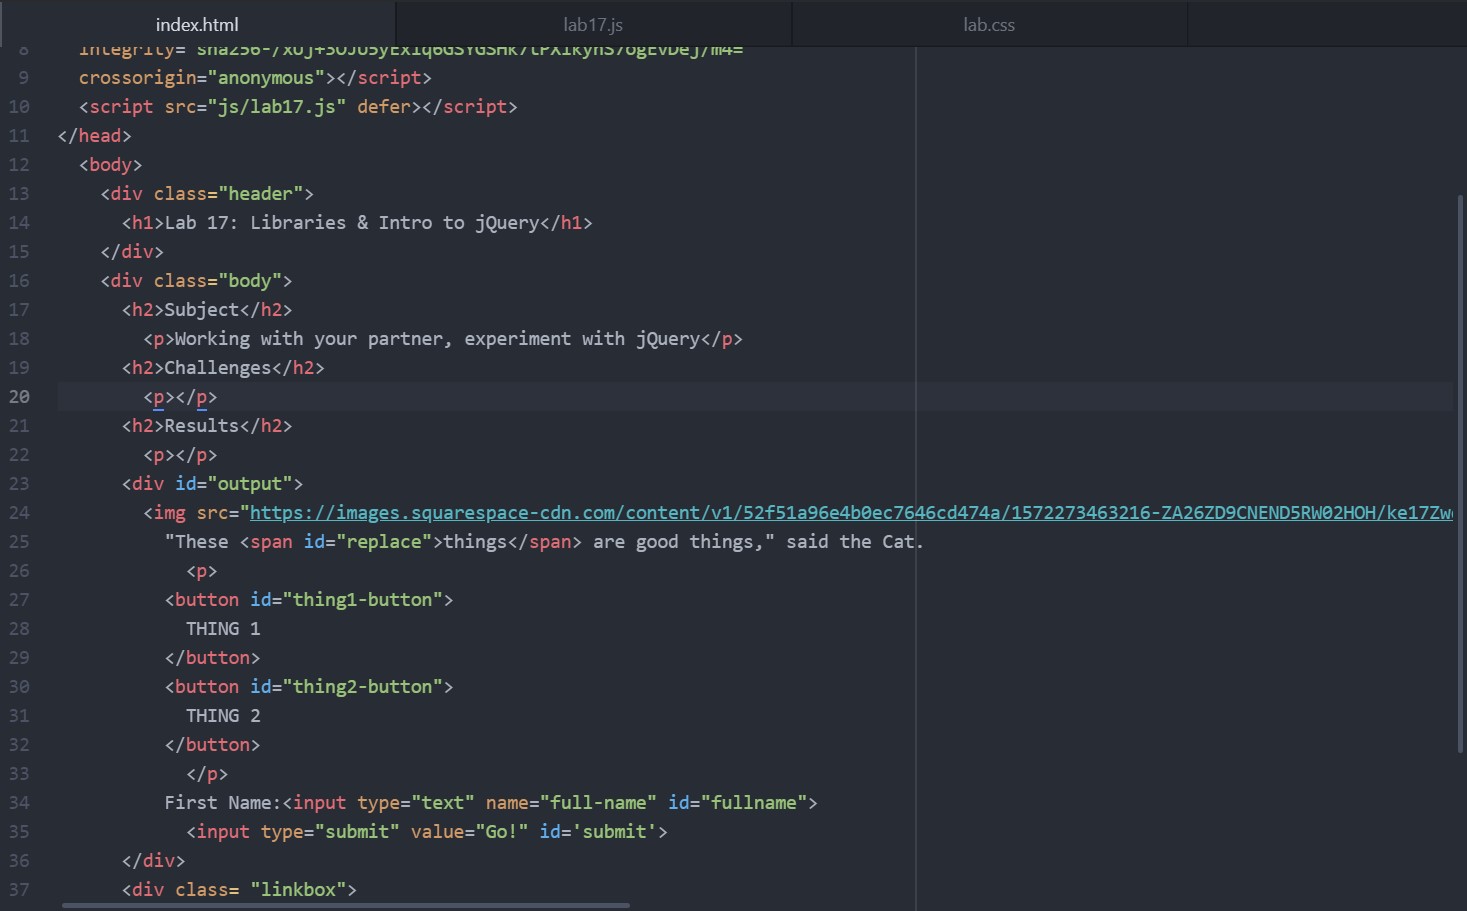 index.html lab17.js lab.css
8 integrity=
9 crossorigin="anonymous"></script>
10 <script src="js/lab17.js" defer></script>
11 </head>
12 <body>
13 <div class="header">
14 <h1>Lab 17: Libraries & Intro to jQuery</h1>
15 </div>
16 <div class="body">
17 <h2>Subject</h2>
18 <p>Working with your partner, experiment with jQuery</p>
19 <h2>Challenges</h2>
20 <p></p>
21 <h2>Results</h2>
22 <p></p>
23 <div id="output">
24 <img src="https://images.squarespace-cdn.com/content/v1/52f51a96e4b0ec7646cd474a/1572273463216-ZA26ZD9CNEND5RW02HOH/ke17Zw
25 "These <span id="replace">things</span> are good things," said the Cat.
26 <p>
27 <button id="thing1-button">
28 THING 1
29 </button>
30 <button id="thing2-button">
31 THING 2
32 </button>
33 </p>
34 First Name:<input type="text" name="full-name" id="fullname">
35 <input type="submit" value="Go!" id='submit'>
36 </div>
37 <div class= "linkbox">